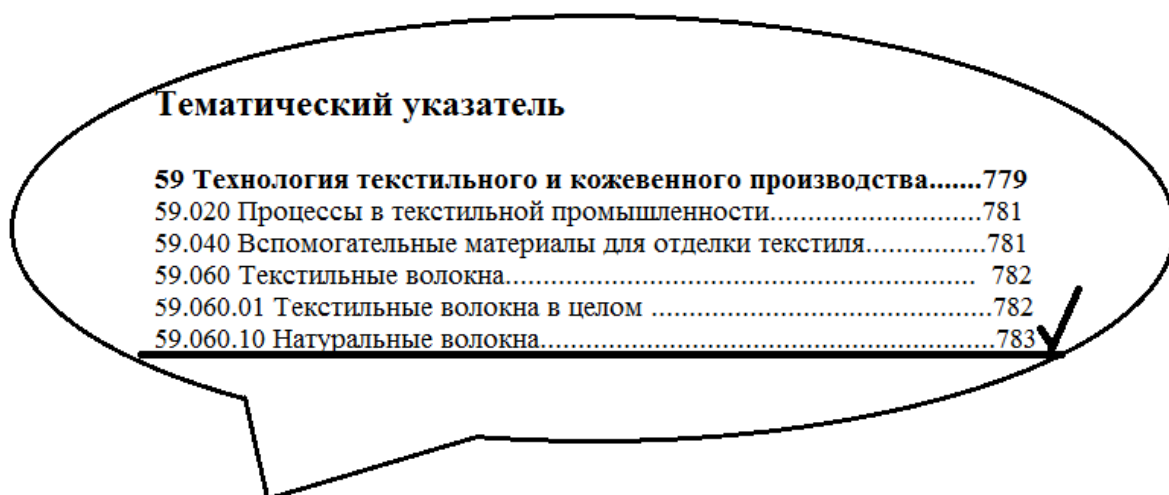 Тематический указатель
59 Технология текстильного и кожевенного производства.......779
59.020 Процессы в текстильной промышленности............................781
59.040 Вспомогательные материалы для отделки текстиля................781
59.060 Текстильные волокна.............................................................. 782
59.060.01 Текстильные волокна в целом .............................................782
59.060.10 Натуральные волокна............................................................783